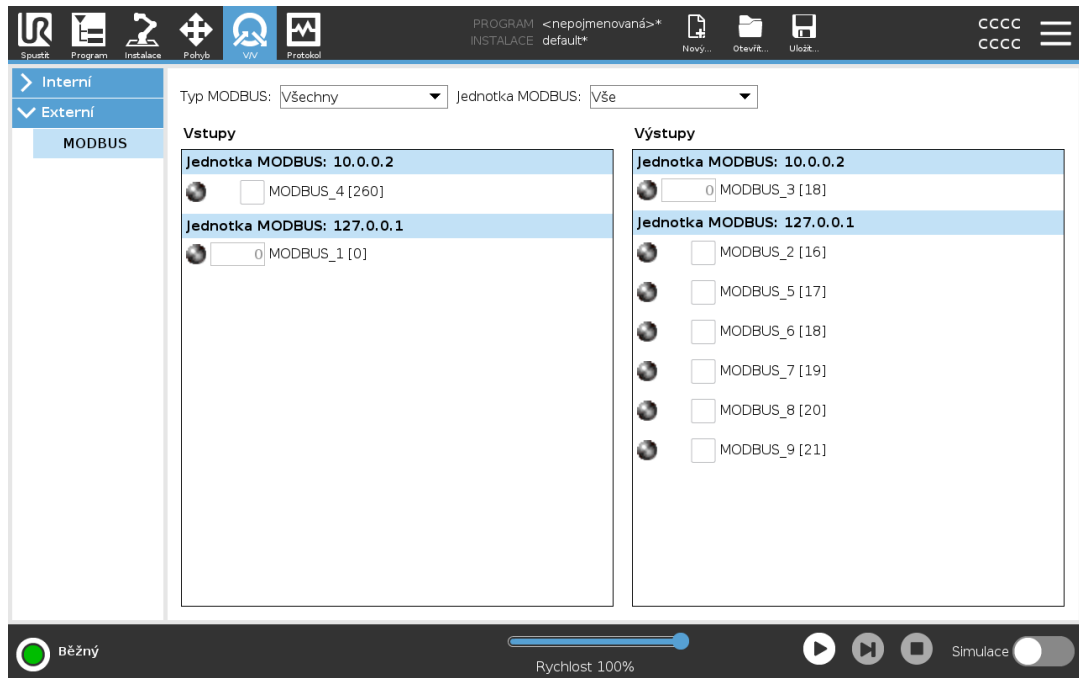 PROGRAM <nepojmenovaná>*
INSTALACE default*
Spustit Program Instalace Pohyb V/V Protokol
Nový... Otevřít... Uložit...
CCCC
CCCC
Interní
Externí
MODBUS
Typ MODBUS: Všechny Jednotka MODBUS: Vše
Vstupy
Jednotka MODBUS: 10.0.0.2
MODBUS_4 [260]
Jednotka MODBUS: 127.0.0.1
0 MODBUS_1 [0]
Výstupy
Jednotka MODBUS: 10.0.0.2
0 MODBUS_3 [18]
Jednotka MODBUS: 127.0.0.1
MODBUS_2 [16]
MODBUS_5 [17]
MODBUS_6 [18]
MODBUS_7 [19]
MODBUS_8 [20]
MODBUS_9 [21]
Běžný
Rychlost 100%
Simulace